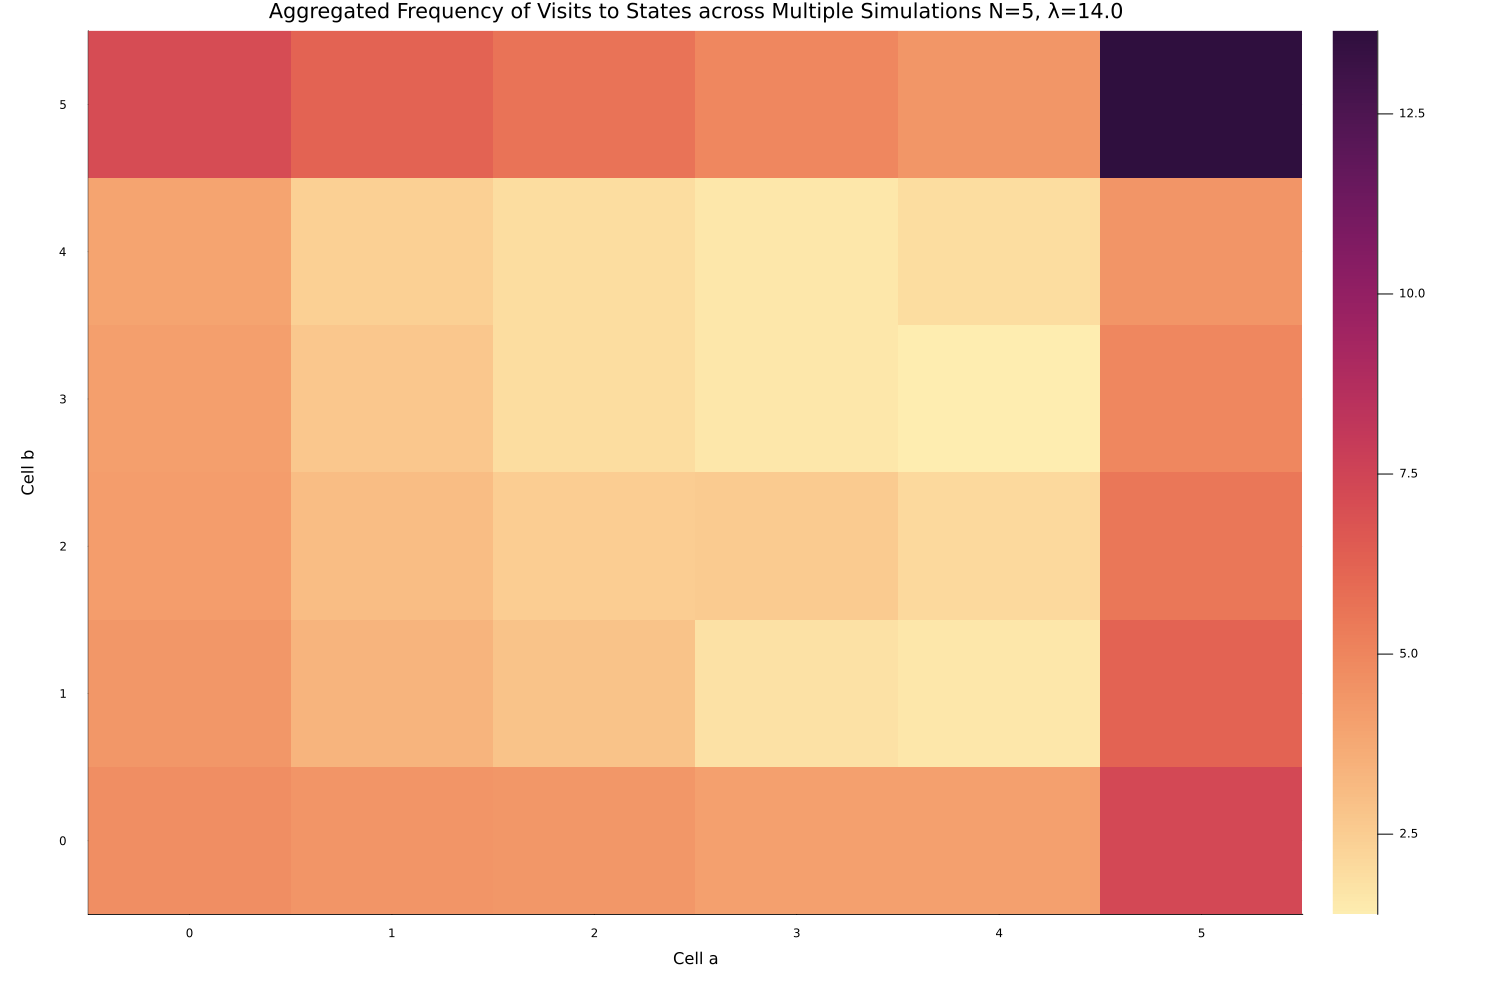 Aggregated Frequency of Visits to States across Multiple Simulations N=5, λ=14.0
5
4
3
2
1
0
Cell b
0 1 2 3 4 5
Cell a
12.5
10.0
7.5
5.0
2.5